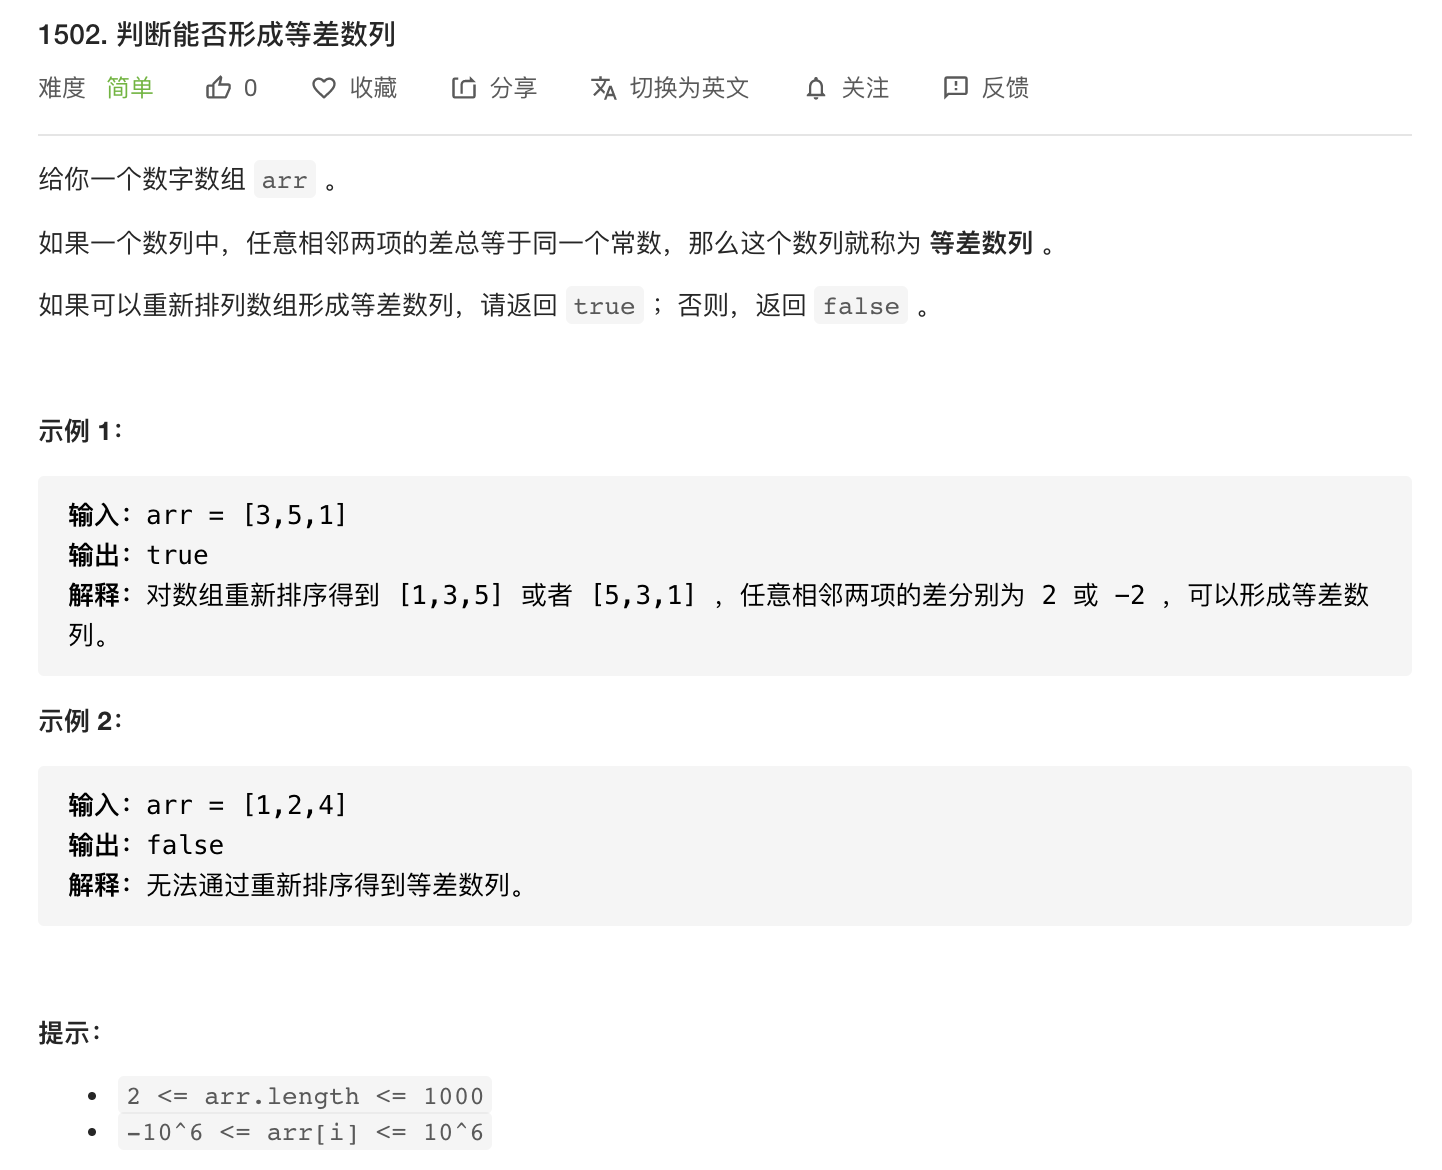 1502. 判断能否形成等差数列
难度 简单 0 收藏 分享 切换为英文 关注 反馈
给你一个数字数组 arr 。
如果一个数列中，任意相邻两项的差总等于同一个常数，那么这个数列就称为 等差数列 。
如果可以重新排列数组形成等差数列，请返回 true ；否则，返回 false 。
示例 1：
输入：arr = [3,5,1]
输出：true
解释：对数组重新排序得到 [1,3,5] 或者 [5,3,1] ，任意相邻两项的差分别为 2 或 -2 ，可以形成等差数
列。
示例 2：
输入：arr = [1,2,4]
输出：false
解释：无法通过重新排序得到等差数列。
提示：
• 2 <= arr.length <= 1000
• -10^6 <= arr[i] <= 10^6